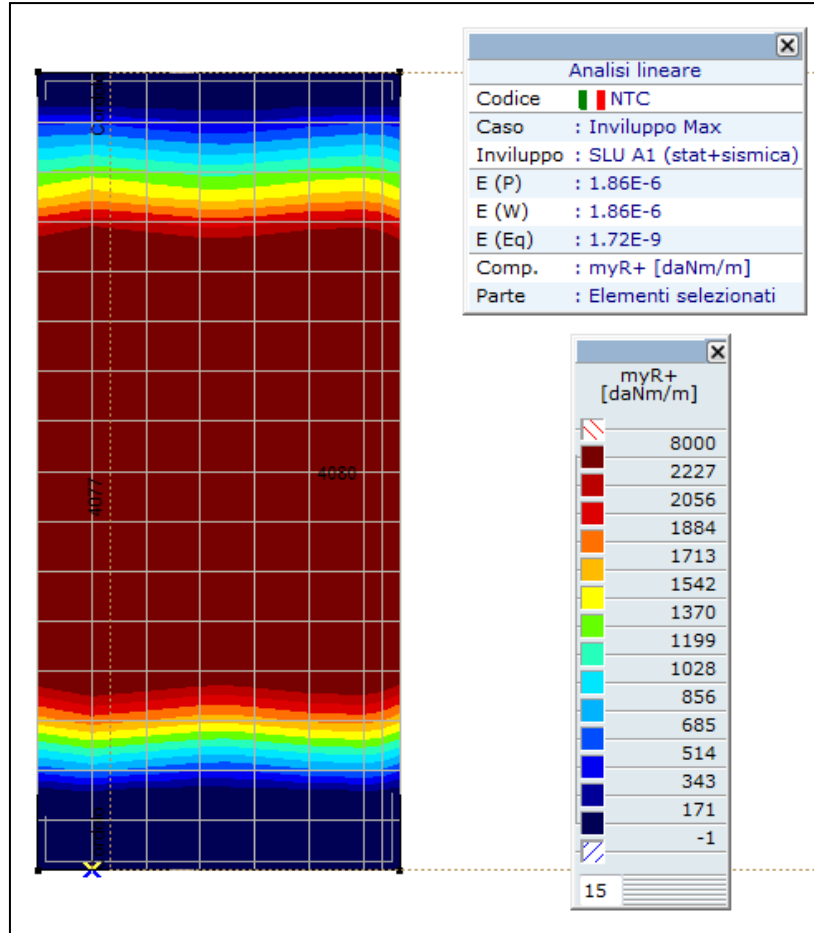 Analisi lineare
Codice NTC
Caso : Inviluppo Max
Inviluppo : SLU A1 (stat+sismica)
E (P) : 1.86E-6
E (W) : 1.86E-6
E (Eq) : 1.72E-9
Comp. : myR+ [daNm/m]
Parte : Elementi selezionati
myR+
[daNm/m]
8000
2227
2056
1884
1713
1542
1370
1199
1028
856
685
514
343
171
-1
15
4077
4080